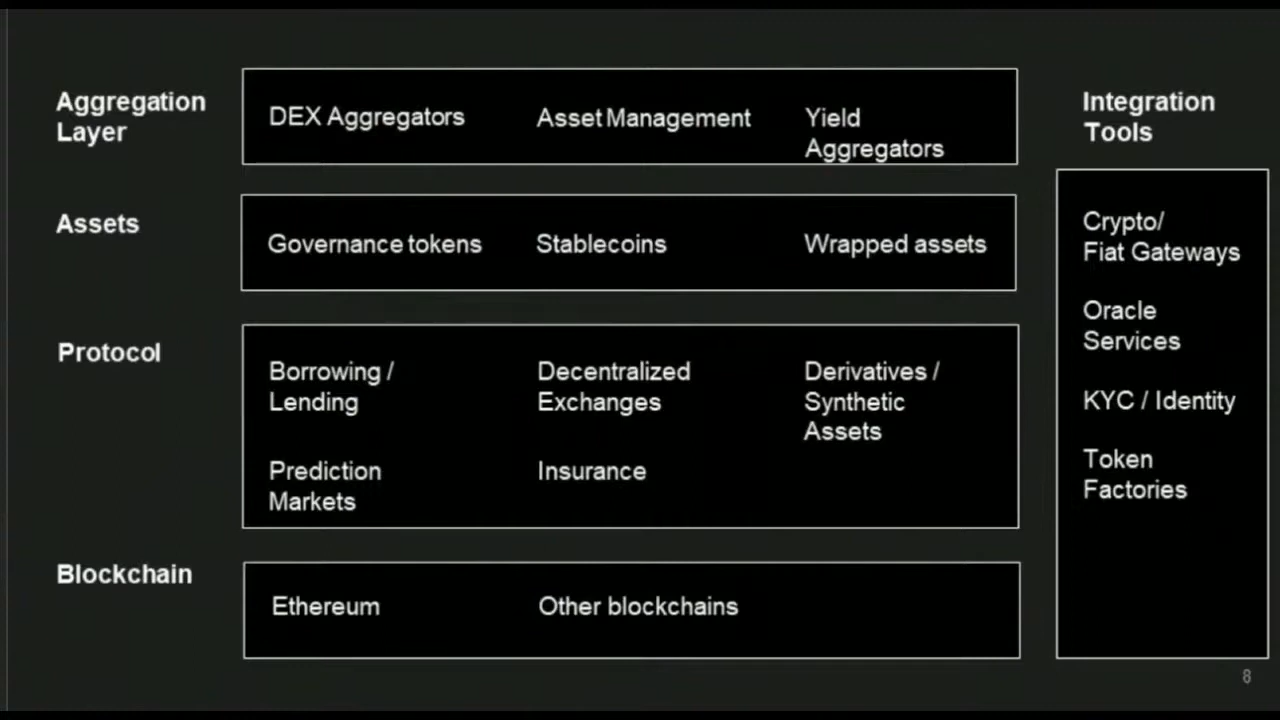 Aggregation
Layer
DEX Aggregators
Asset Management
Yield
Aggregators
Assets
Governance tokens
Stablecoins
Wrapped assets
Protocol
Borrowing /
Lending
Decentralized
Exchanges
Derivatives /
Synthetic
Assets
Prediction
Markets
Insurance
Blockchain
Ethereum
Other blockchains
Integration
Tools
Crypto/
Fiat Gateways
Oracle
Services
KYC / Identity
Token
Factories
8